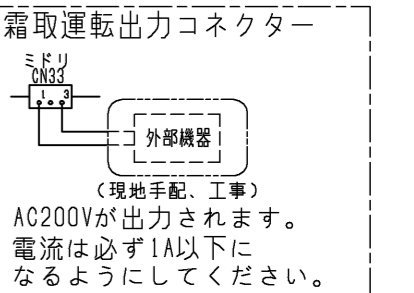 霜取運転出力コネクター
ミドリ
CN33
1 3
外部機器
(現地手配、工事)
AC200Vが出力されます。
電流は必ず1A以下に
なるようにしてください。